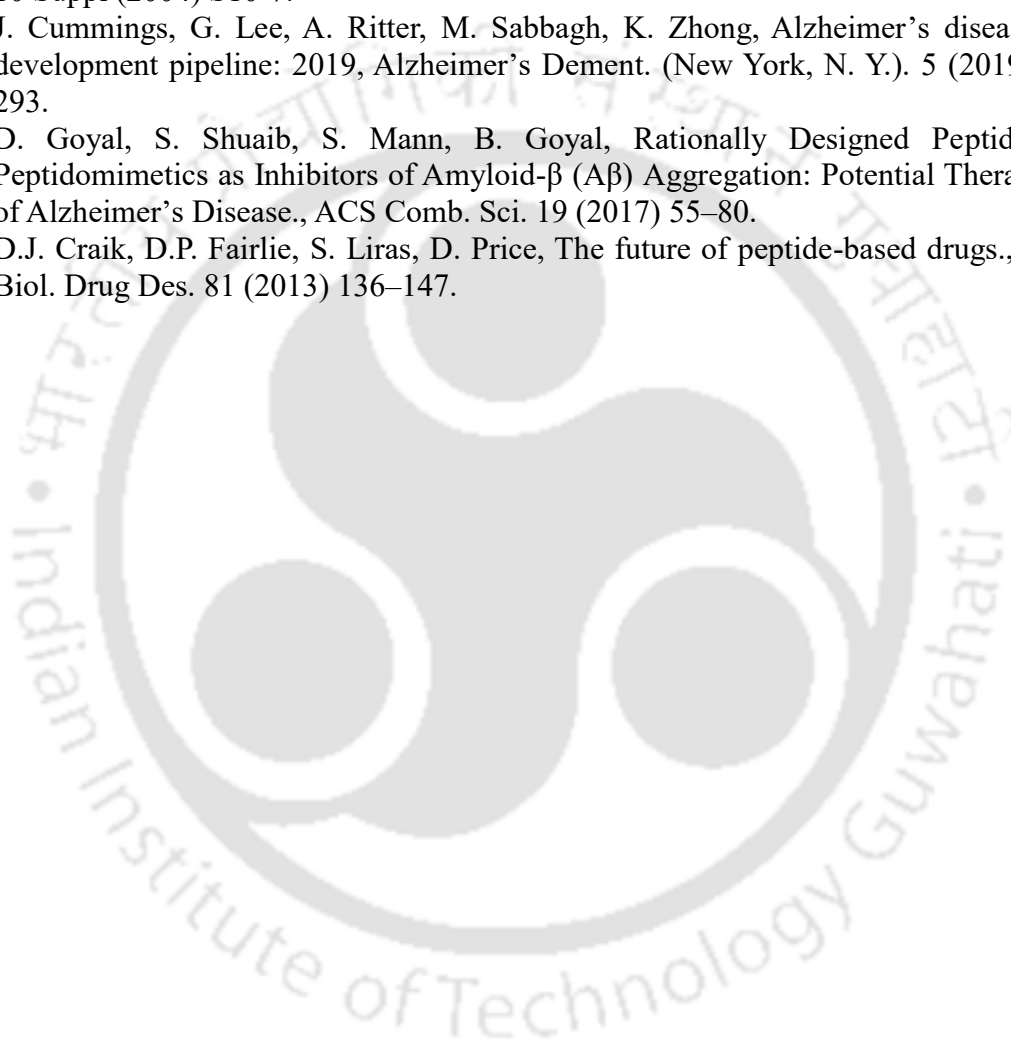 J. Cummings, G. Lee, A. Ritter, M. Sabbagh, K. Zhong, Alzheimer’s disea
development pipeline: 2019, Alzheimer’s Dement. (New York, N. Y.). 5 (2019
293.
D. Goyal, S. Shuaib, S. Mann, B. Goyal, Rationally Designed Peptid
Peptidomimetics as Inhibitors of Amyloid-β (Aβ) Aggregation: Potential Thera
of Alzheimer’s Disease., ACS Comb. Sci. 19 (2017) 55–80.
D.J. Craik, D.P. Fairlie, S. Liras, D. Price, The future of peptide-based drugs.,
Biol. Drug Des. 81 (2013) 136–147.
भारतीय
• Indian Institute of Technology Guwahati •